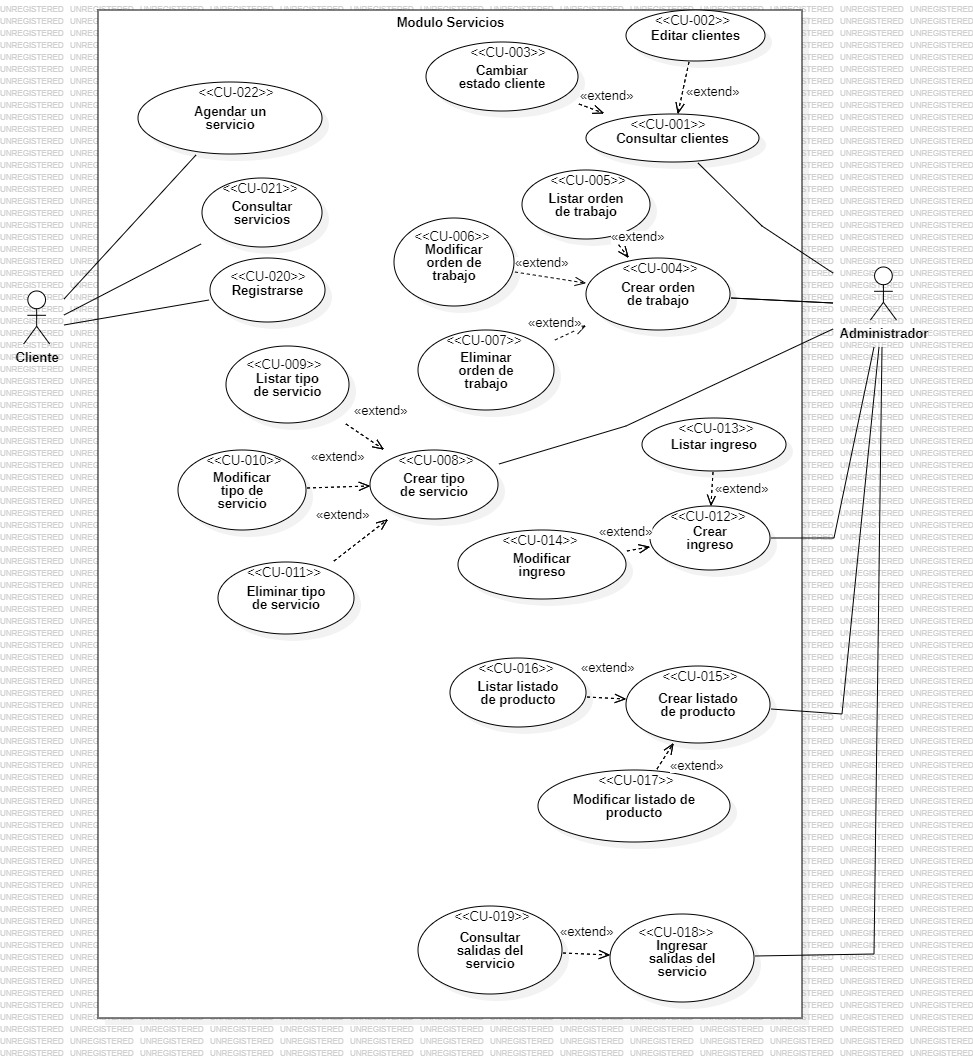 Modulo Servicios
<<CU-002>>
Editar clientes
<<CU-003>>
Cambiar
estado cliente
«extend»
«extend»
<<CU-001>>
Consultar clientes
<<CU-022>>
Agendar un
servicio
<<CU-021>>
Consultar
servicios
<<CU-020>>
Registrarse
Cliente
<<CU-005>>
Listar orden
de trabajo
«extend»
<<CU-006>>
Modificar
orden de
trabajo
«extend»
<<CU-004>>
Crear orden
de trabajo
«extend»
<<CU-007>>
Eliminar
orden de
trabajo
Administrador
<<CU-009>>
Listar tipo
de servicio
«extend»
<<CU-010>>
Modificar
tipo de
servicio
«extend»
<<CU-008>>
Crear tipo
de servicio
«extend»
<<CU-011>>
Eliminar tipo
de servicio
<<CU-013>>
Listar ingreso
«extend»
<<CU-012>>
Crear
ingreso
«extend»
<<CU-014>>
Modificar
ingreso
<<CU-016>>
Listar listado
de producto
«extend»
<<CU-015>>
Crear listado
de producto
«extend»
<<CU-017>>
Modificar listado de
producto
<<CU-019>>
Consultar
salidas del
servicio
«extend»
<<CU-018>>
Ingresar
salidas del
servicio
UNREGISTERED